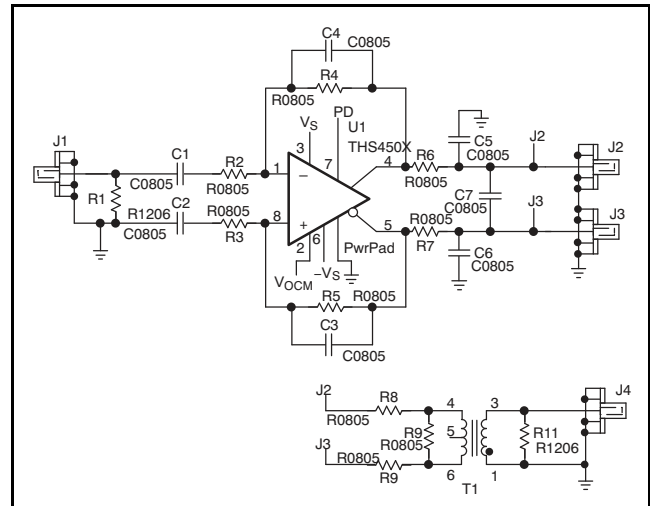 C4
C0805
R4
R0805
PD
U1
VS
THS450X
3
7
J1
C1
R2
1
4
R6
C5
C0805
J2
J2
C0805
R0805
−
R0805
C7
C0805
R1
R1206
C2
R0805
J3
J3
C0805
R3
8
+
5
R0805
R7
PwrPad
2
6
C6
C0805
VOCM
−VS
R5
R0805
C3
C0805
J2
R8
4
3
J4
R0805
5
R9
R0805
R11
R1206
J3
R0805
R9
6
1
T1